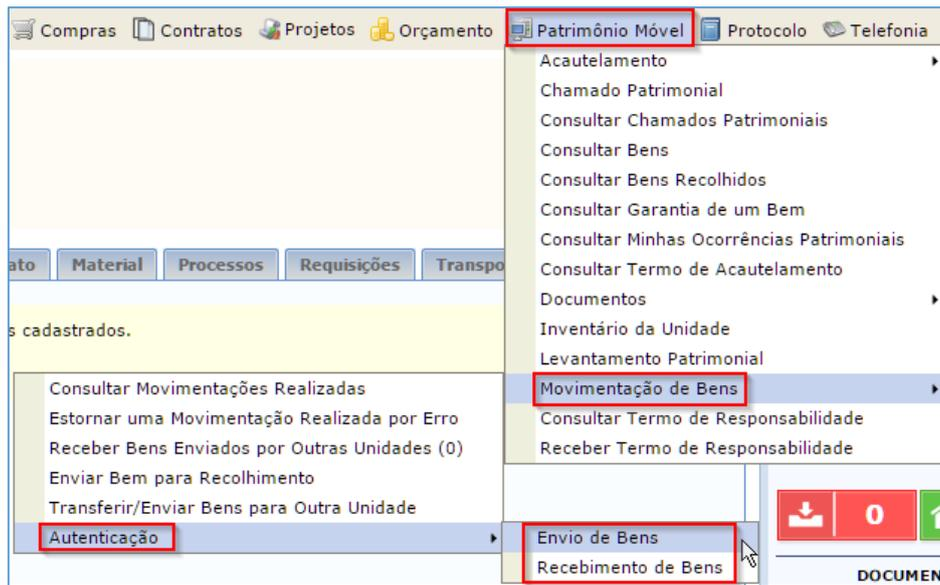 Compras Contratos Projetos Orçamento Patrimônio Móvel Protocolo Telefonia
Acautelamento
Chamado Patrimonial
Consultar Chamados Patrimoniais
Consultar Bens
Consultar Bens Recolhidos
Consultar Garantia de um Bem
Consultar Minhas Ocorrências Patrimoniais
Consultar Termo de Acautelamento
Documentos
Inventário da Unidade
Levantamento Patrimonial
Movimentação de Bens
Consultar Termo de Responsabilidade
Receber Termo de Responsabilidade
ato Material Processos Requisições Transpo
s cadastrados.
Consultar Movimentações Realizadas
Estornar uma Movimentação Realizada por Erro
Receber Bens Enviados por Outras Unidades (0)
Enviar Bem para Recolhimento
Transferir/Enviar Bens para Outra Unidade
Autenticação
Envio de Bens
Recebimento de Bens
0
DOCUMEN